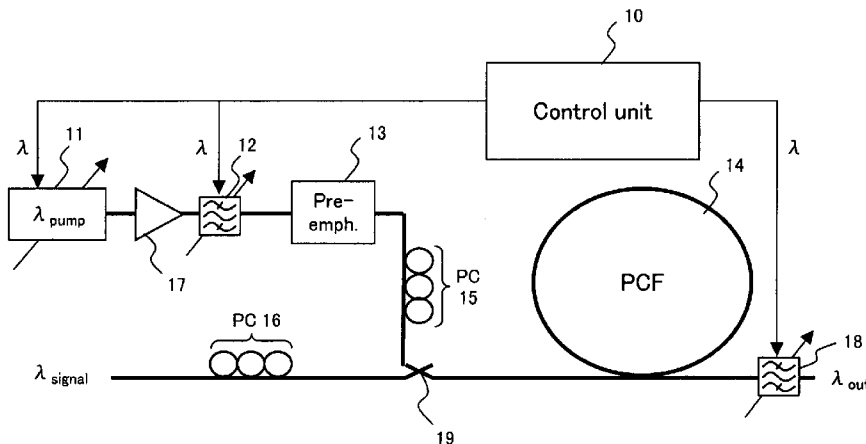 10
Control unit
11
λ
λ
12
13
14
λ
λ pump
Pre-
emph.
17
PC
15
PCF
PC 16
18
λ signal
λ out
19